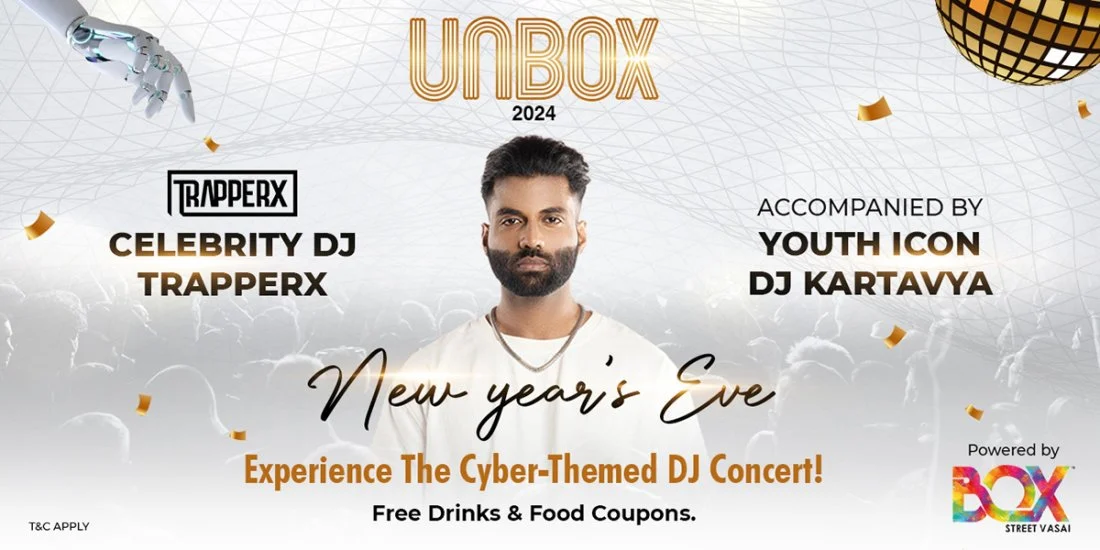 UNBOX
2024
TRAPPERX
CELEBRITY DJ
TRAPPERX
ACCOMPANIED BY
YOUTH ICON
DJ KARTAVYA
New year's Eve
Experience The Cyber-Themed DJ Concert!
Free Drinks & Food Coupons.
T&C APPLY
Powered by
BOX
STREET VASAI